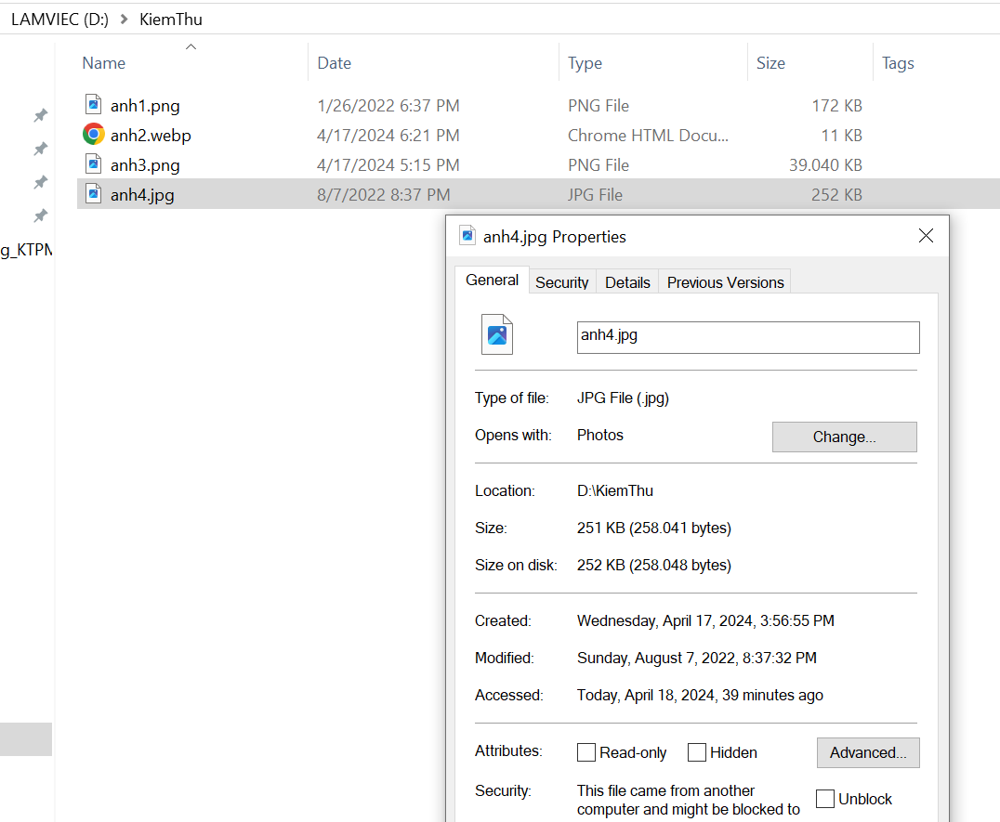 LAMVIEC (D:) > KiemThu
Name Date Type Size Tags
anh1.png 1/26/2022 6:37 PM PNG File 172 KB
anh2.webp 4/17/2024 6:21 PM Chrome HTML Docu... 11 KB
anh3.png 4/17/2024 5:15 PM PNG File 39.040 KB
anh4.jpg 8/7/2022 8:37 PM JPG File 252 KB
g_KTPM
anh4.jpg Properties
General Security Details Previous Versions
anh4.jpg
Type of file: JPG File (.jpg)
Opens with: Photos Change...
Location: D:\KiemThu
Size: 251 KB (258.041 bytes)
Size on disk: 252 KB (258.048 bytes)
Created: Wednesday, April 17, 2024, 3:56:55 PM
Modified: Sunday, August 7, 2022, 8:37:32 PM
Accessed: Today, April 18, 2024, 39 minutes ago
Attributes: Read-only Hidden Advanced...
Security: This file came from another
computer and might be blocked to Unblock